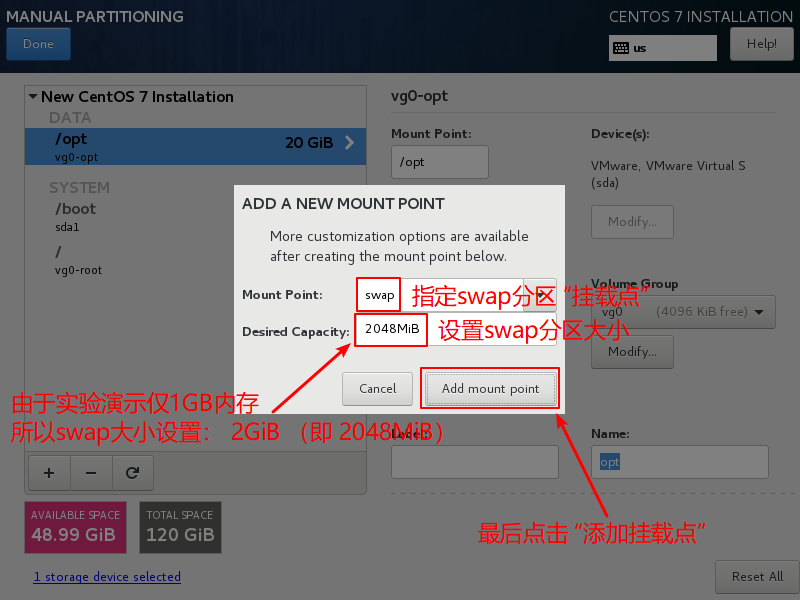 MANUAL PARTITIONING
CENTOS 7 INSTALLATION
Done
us
Help!
New CentOS 7 Installation
DATA
/opt
vg0-opt
20 GiB
SYSTEM
/boot
sda1
/
vg0-root
vg0-opt
Mount Point:
/opt
Device(s):
VMware, VMware Virtual S
(sda)
Modify...
Volume Group
vg0 (4096 KiB free)
Modify...
ADD A NEW MOUNT POINT
More customization options are available
after creating the mount point below.
Mount Point:
swap
指定swap分区 “挂载点”
Desired Capacity:
2048MiB
设置swap分区大小
Cancel
Add mount point
由于实验演示仅1GB内存
所以swap大小设置： 2GiB （即 2048MiB）
Label:
Name:
opt
AVAILABLE SPACE
48.99 GiB
TOTAL SPACE
120 GiB
最后点击 “添加挂载点”
1 storage device selected
Reset All